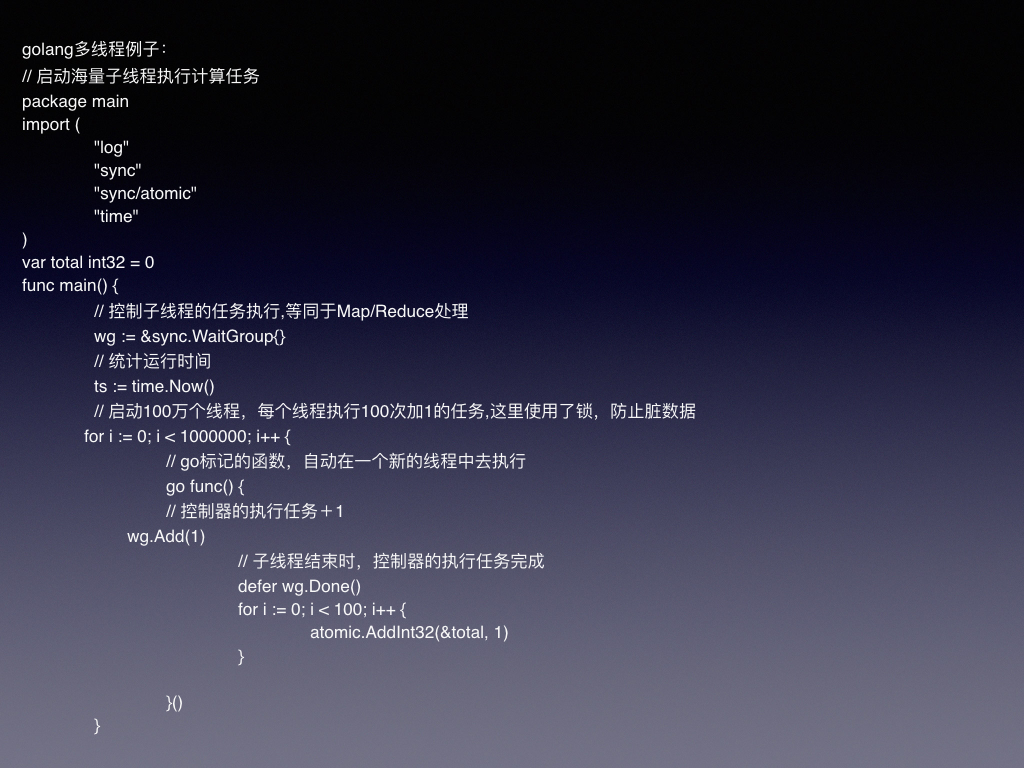 golang多线程例子：
// 启动海量子线程执行计算任务
package main
import (
"log"
"sync"
"sync/atomic"
"time"
)
var total int32 = 0
func main() {
// 控制子线程的任务执行,等同于Map/Reduce处理
wg := &sync.WaitGroup{}
// 统计运行时间
ts := time.Now()
// 启动100万个线程，每个线程执行100次加1的任务,这里使用了锁，防止脏数据
for i := 0; i < 1000000; i++ {
// go标记的函数，自动在一个新的线程中去执行
go func() {
// 控制器的执行任务＋1
wg.Add(1)
// 子线程结束时，控制器的执行任务完成
defer wg.Done()
for i := 0; i < 100; i++ {
atomic.AddInt32(&total, 1)
}
}()
}